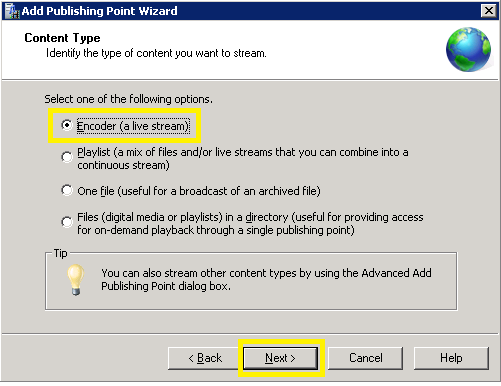 Add Publishing Point Wizard
Content Type
Identify the type of content you want to stream.
Select one of the following options.
Encoder (a live stream)
Playlist (a mix of files and/or live streams that you can combine into a
continuous stream)
One file (useful for a broadcast of an archived file)
Files (digital media or playlists) in a directory (useful for providing access
for on-demand playback through a single publishing point)
Tip
You can also stream other content types by using the Advanced Add
Publishing Point dialog box.
< Back
Next >
Cancel
Help